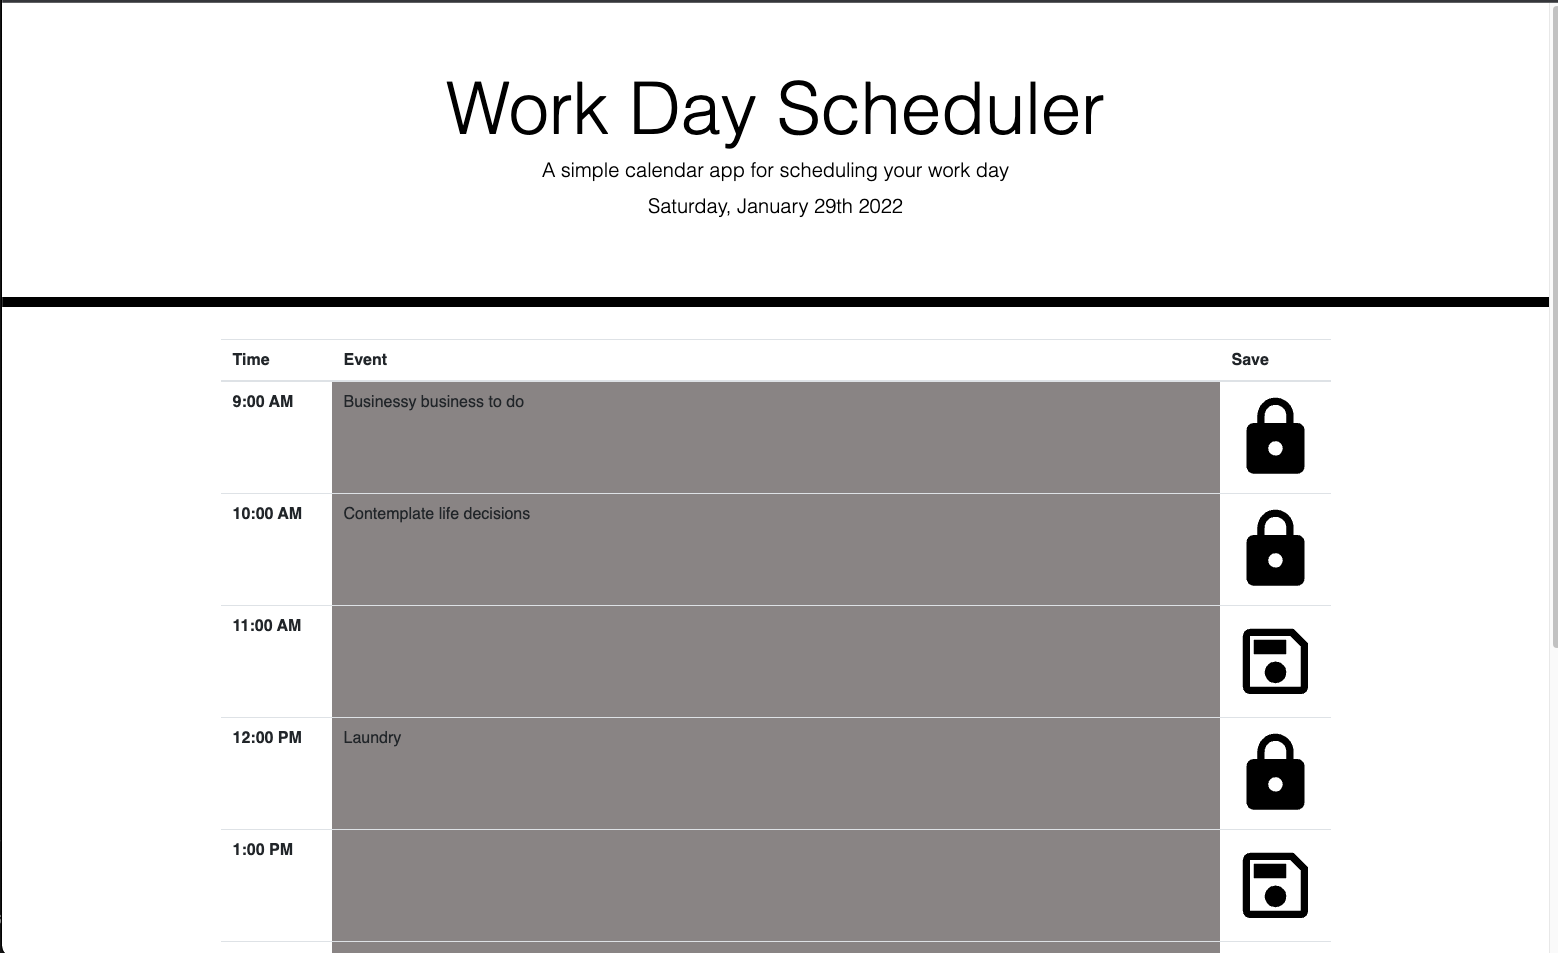 Work Day Scheduler
A simple calendar app for scheduling your work day
Saturday, January 29th 2022
Time Event Save
9:00 AM Businessy business to do
10:00 AM Contemplate life decisions
11:00 AM
12:00 PM Laundry
1:00 PM